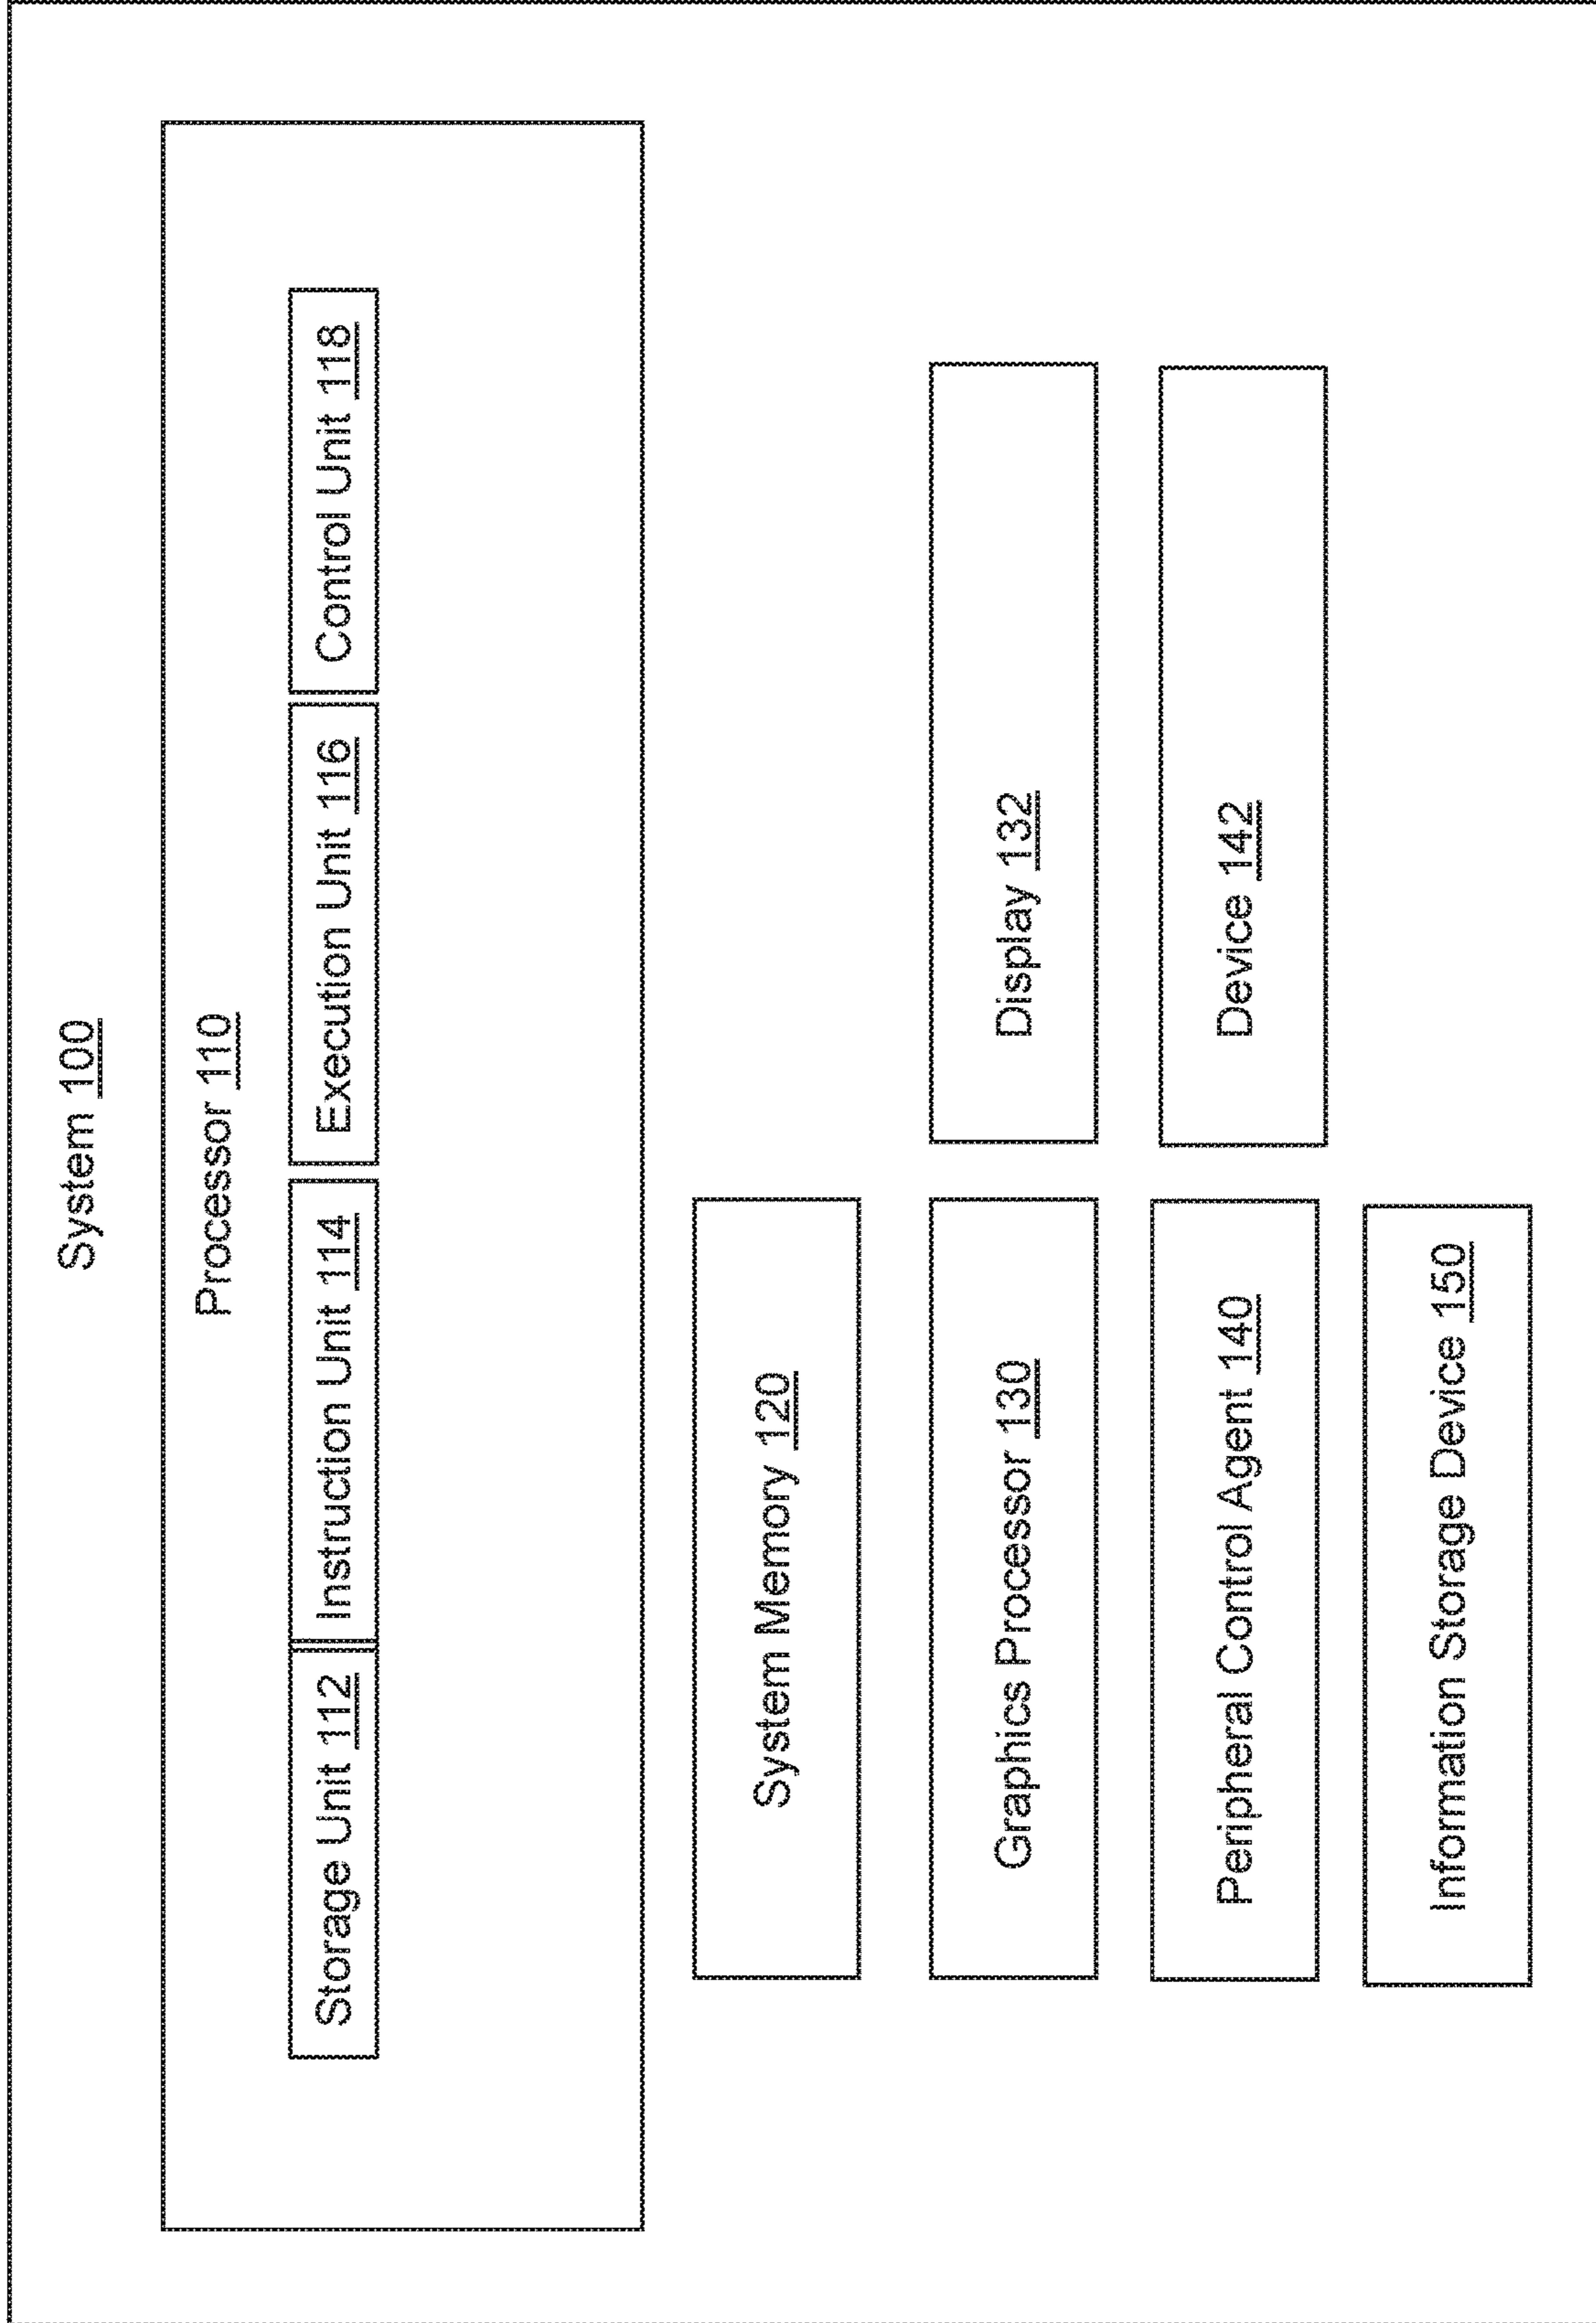 System 100
Processor 110
Storage Unit 112
Instruction Unit 114
Execution Unit 116
Control Unit 118
System Memory 120
Graphics Processor 130
Display 132
Peripheral Control Agent 140
Device 142
Information Storage Device 150